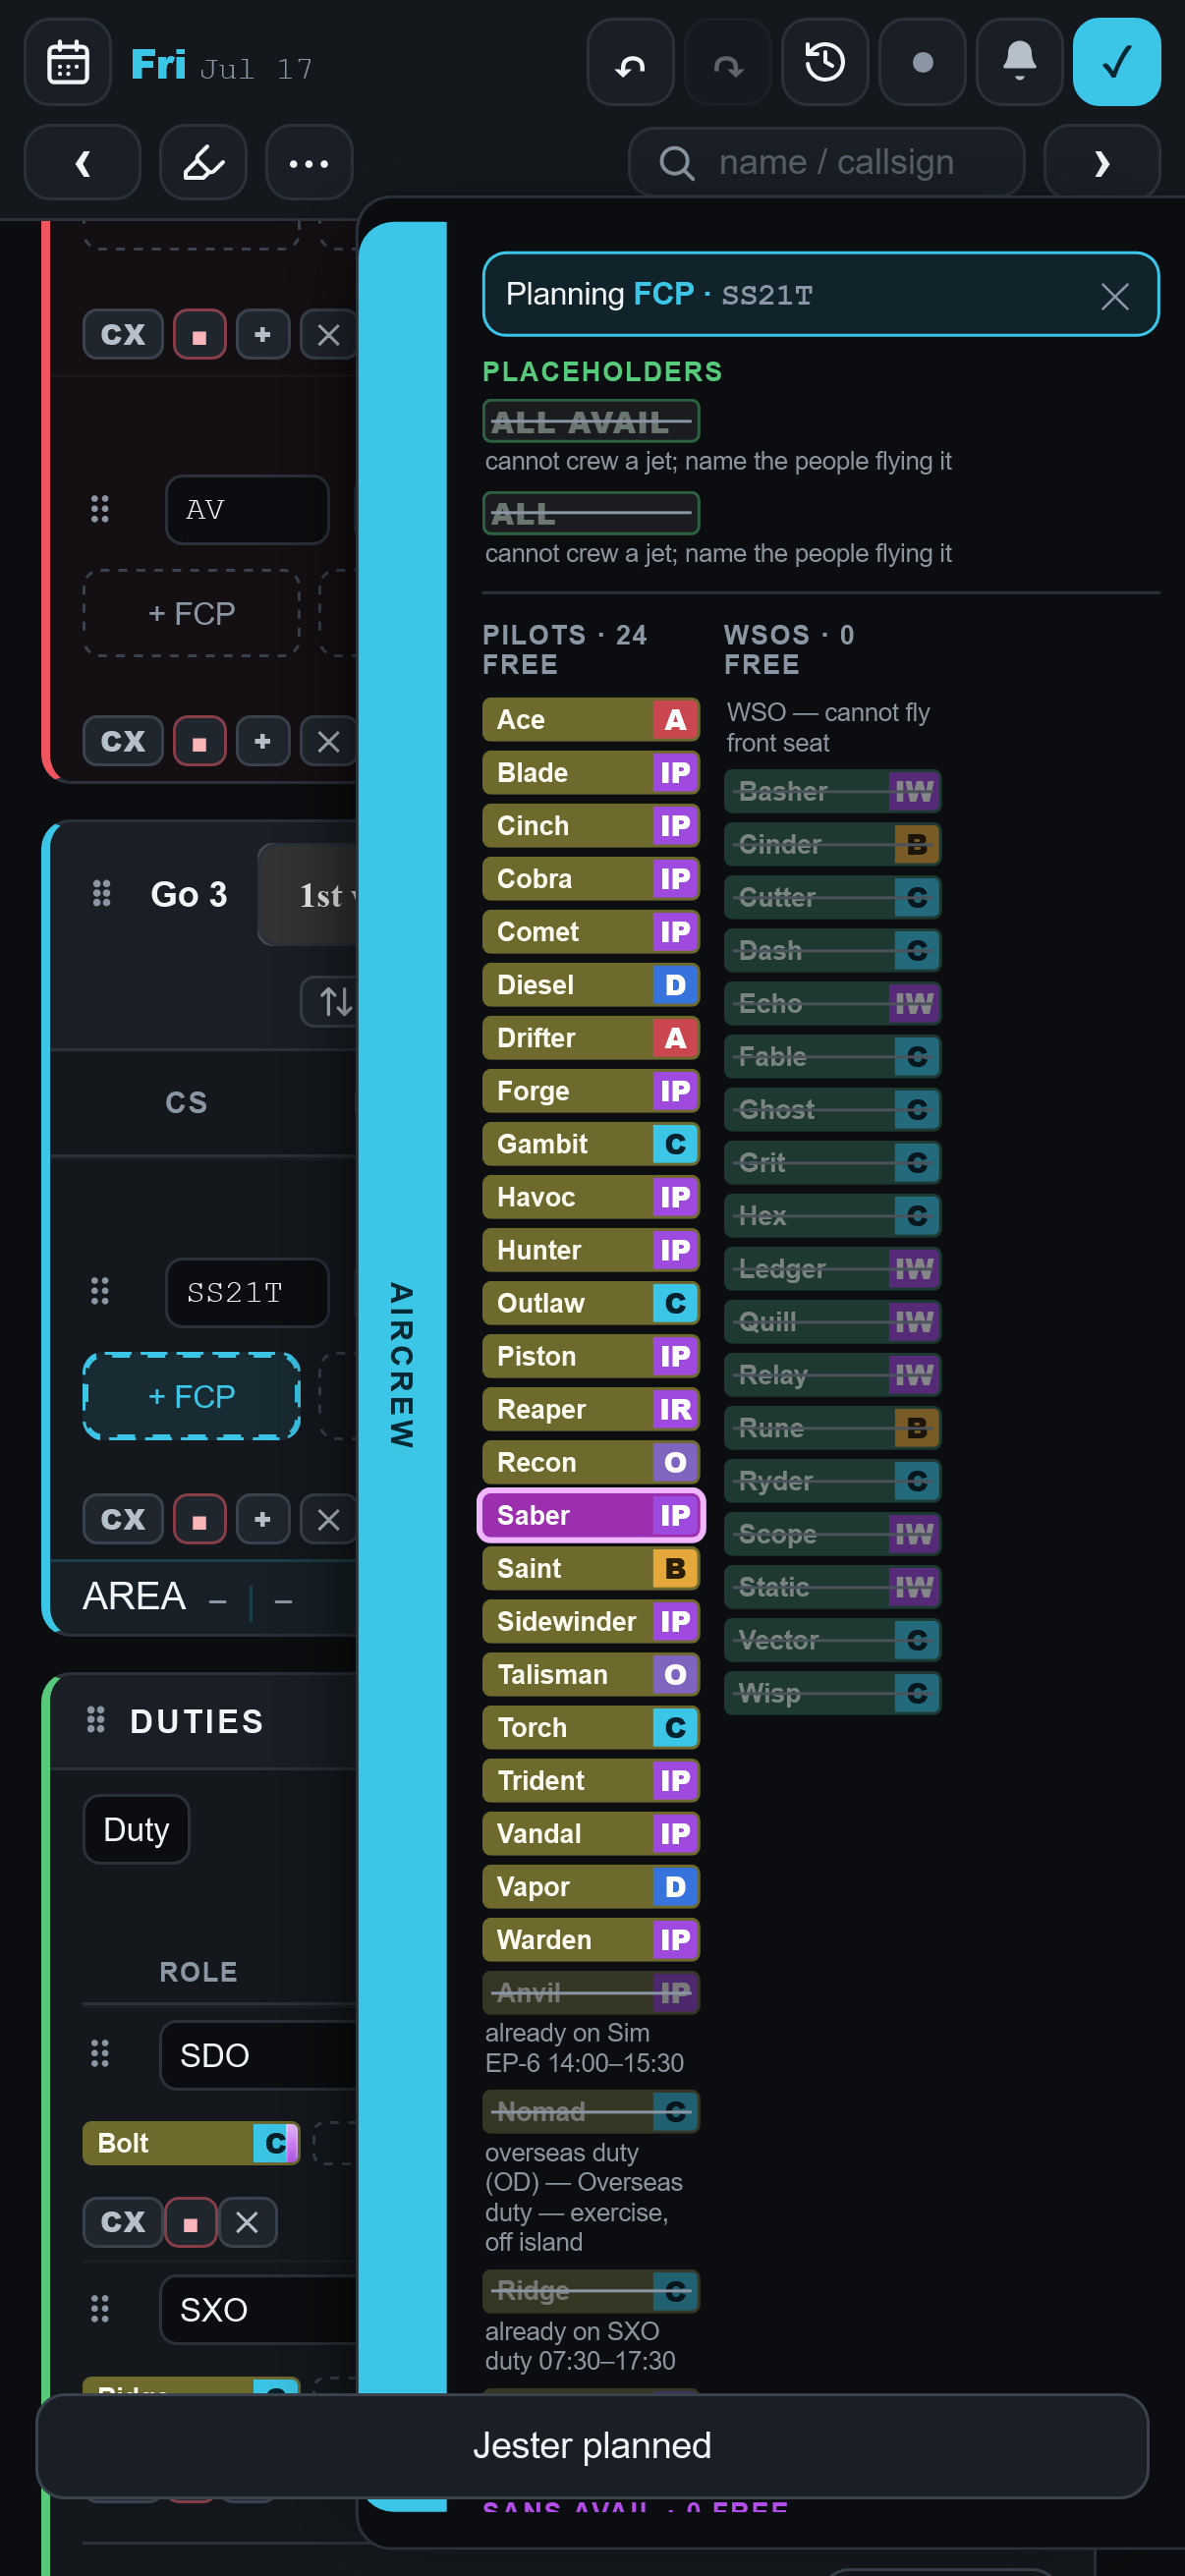 Fri Jul 17
name / callsign
Planning FCP · SS21T
PLACEHOLDERS
ALL AVAIL
cannot crew a jet; name the people flying it
ALL
cannot crew a jet; name the people flying it
PILOTS · 24 FREE
Ace A
Blade IP
Cinch IP
Cobra IP
Comet IP
Diesel D
Drifter A
Forge IP
Gambit C
Havoc IP
Hunter IP
Outlaw C
Piston IP
Reaper IR
Recon O
Saber IP
Saint B
Sidewinder IP
Talisman O
Torch C
Trident IP
Vandal IP
Vapor D
Warden IP
Anvil IP
already on Sim
EP-6 14:00–15:30
Nomad C
overseas duty
(OD) — Overseas
duty — exercise,
off island
Ridge C
already on SXO
duty 07:30–17:30
WSOS · 0 FREE
WSO — cannot fly
front seat
Basher IW
Cinder B
Cutter C
Dash C
Echo IW
Fable C
Ghost C
Grit C
Hex C
Ledger IW
Quill IW
Relay IW
Rune B
Ryder C
Scope IW
Static IW
Vector C
Wisp C
SANS AVAIL · 0 FREE
AIRCREW
CX
AV
+ FCP
CX
Go 3 1st
CS
SS21T
+ FCP
CX
AREA – –
DUTIES
Duty
ROLE
SDO
Bolt C
CX
SXO
Ridge C
Jester planned